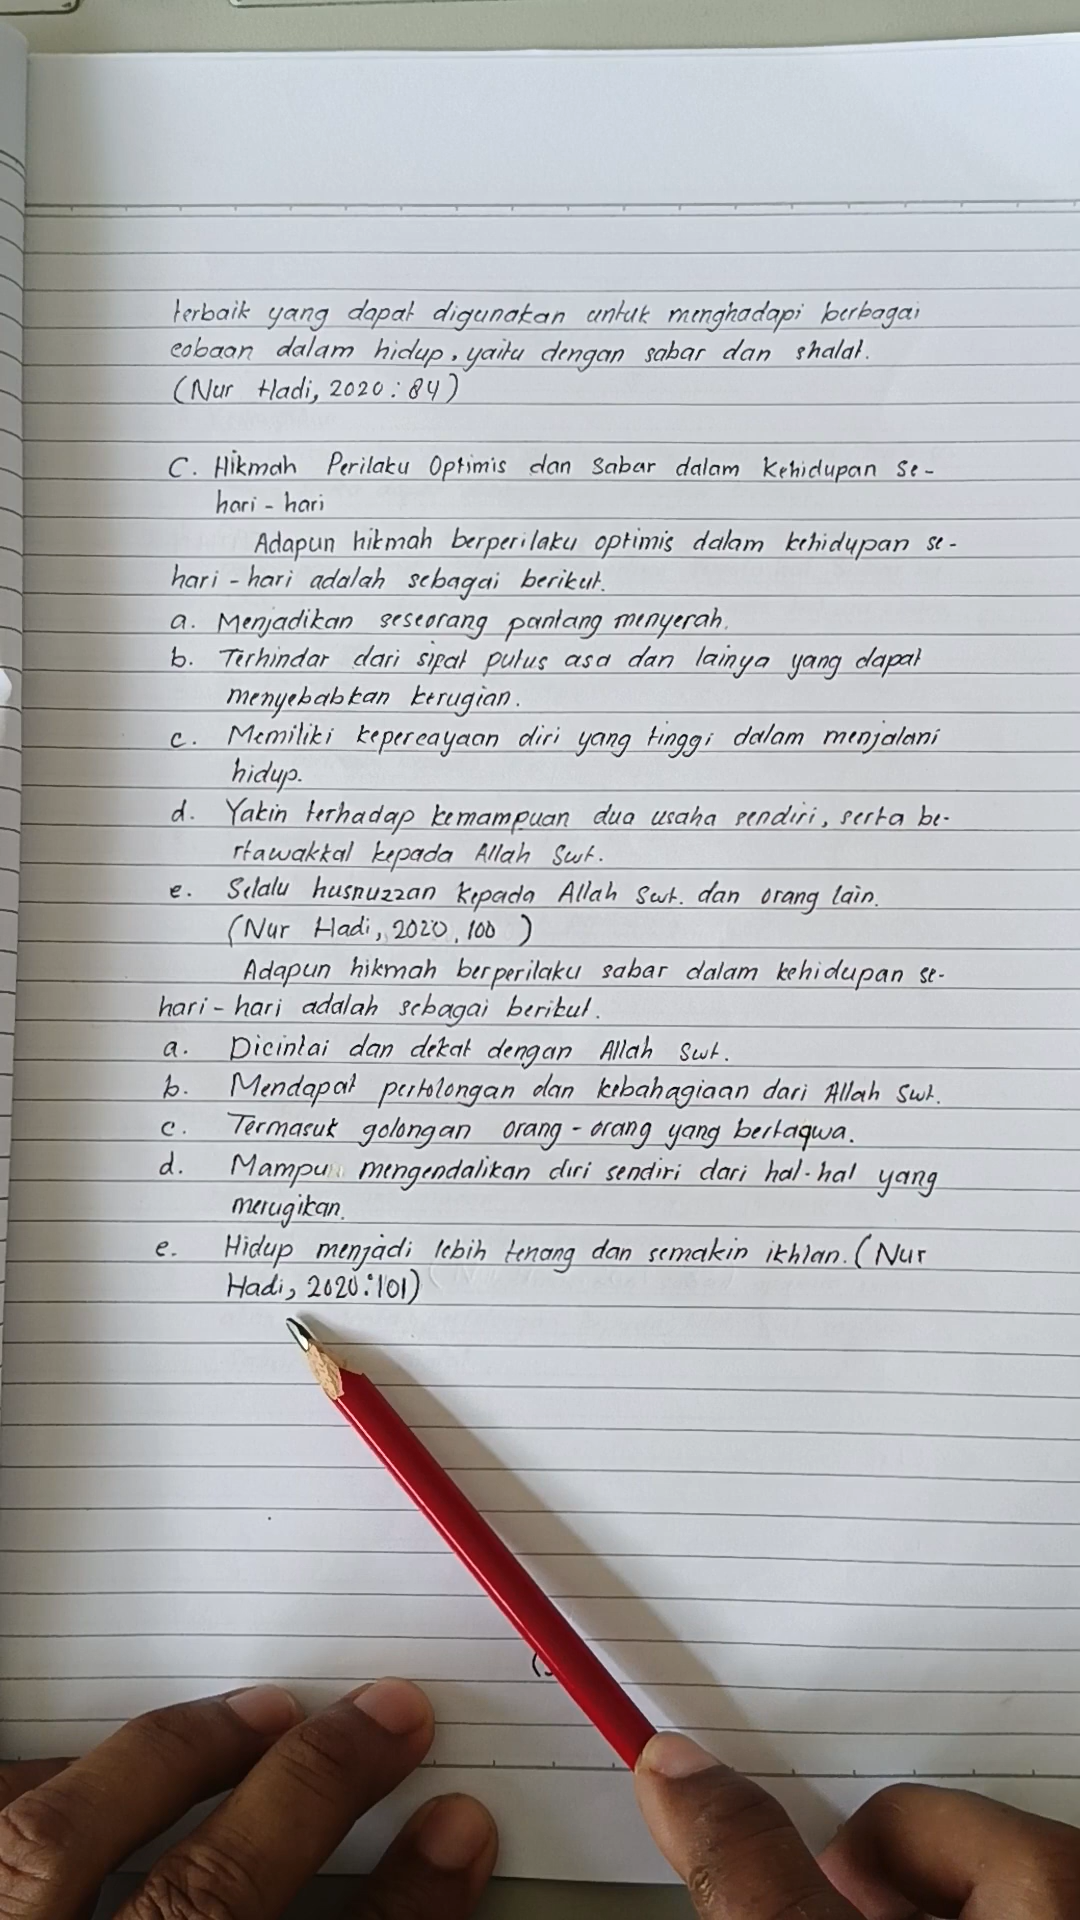 terbaik yang dapat digunakan untuk menghadapi berbagai
cobaan dalam hidup, yaitu dengan sabar dan shalat.
(Nur Hadi, 2020: 84)
C. Hikmah Perilaku Optimis dan Sabar dalam Kehidupan Se-
hari - hari
Adapun hikmah berperilaku optimis dalam kehidupan se-
hari - hari adalah sebagai berikut.
a. Menjadikan seseorang pantang menyerah.
b. Terhindar dari sipat putus asa dan lainya yang dapat
menyebabkan kerugian.
c. Memiliki kepercayaan diri yang tinggi dalam menjalani
hidup.
d. Yakin terhadap kemampuan dua usaha sendiri, serta be-
rtawakkal kepada Allah Swt.
e. Selalu husnuzzan kepada Allah Swt. dan orang lain.
(Nur Hadi, 2020, 100 )
Adapun hikmah berperilaku sabar dalam kehidupan se-
hari - hari adalah sebagai berikut.
a. Dicintai dan dekat dengan Allah Swt.
b. Mendapat pertolongan dan kebahagiaan dari Allah Swt.
c. Termasuk golongan orang - orang yang bertaqwa.
d. Mampu mengendalikan diri sendiri dari hal-hal yang
merugikan.
e. Hidup menjadi lebih tenang dan semakin ikhlan. (Nur
Hadi, 2020:101)